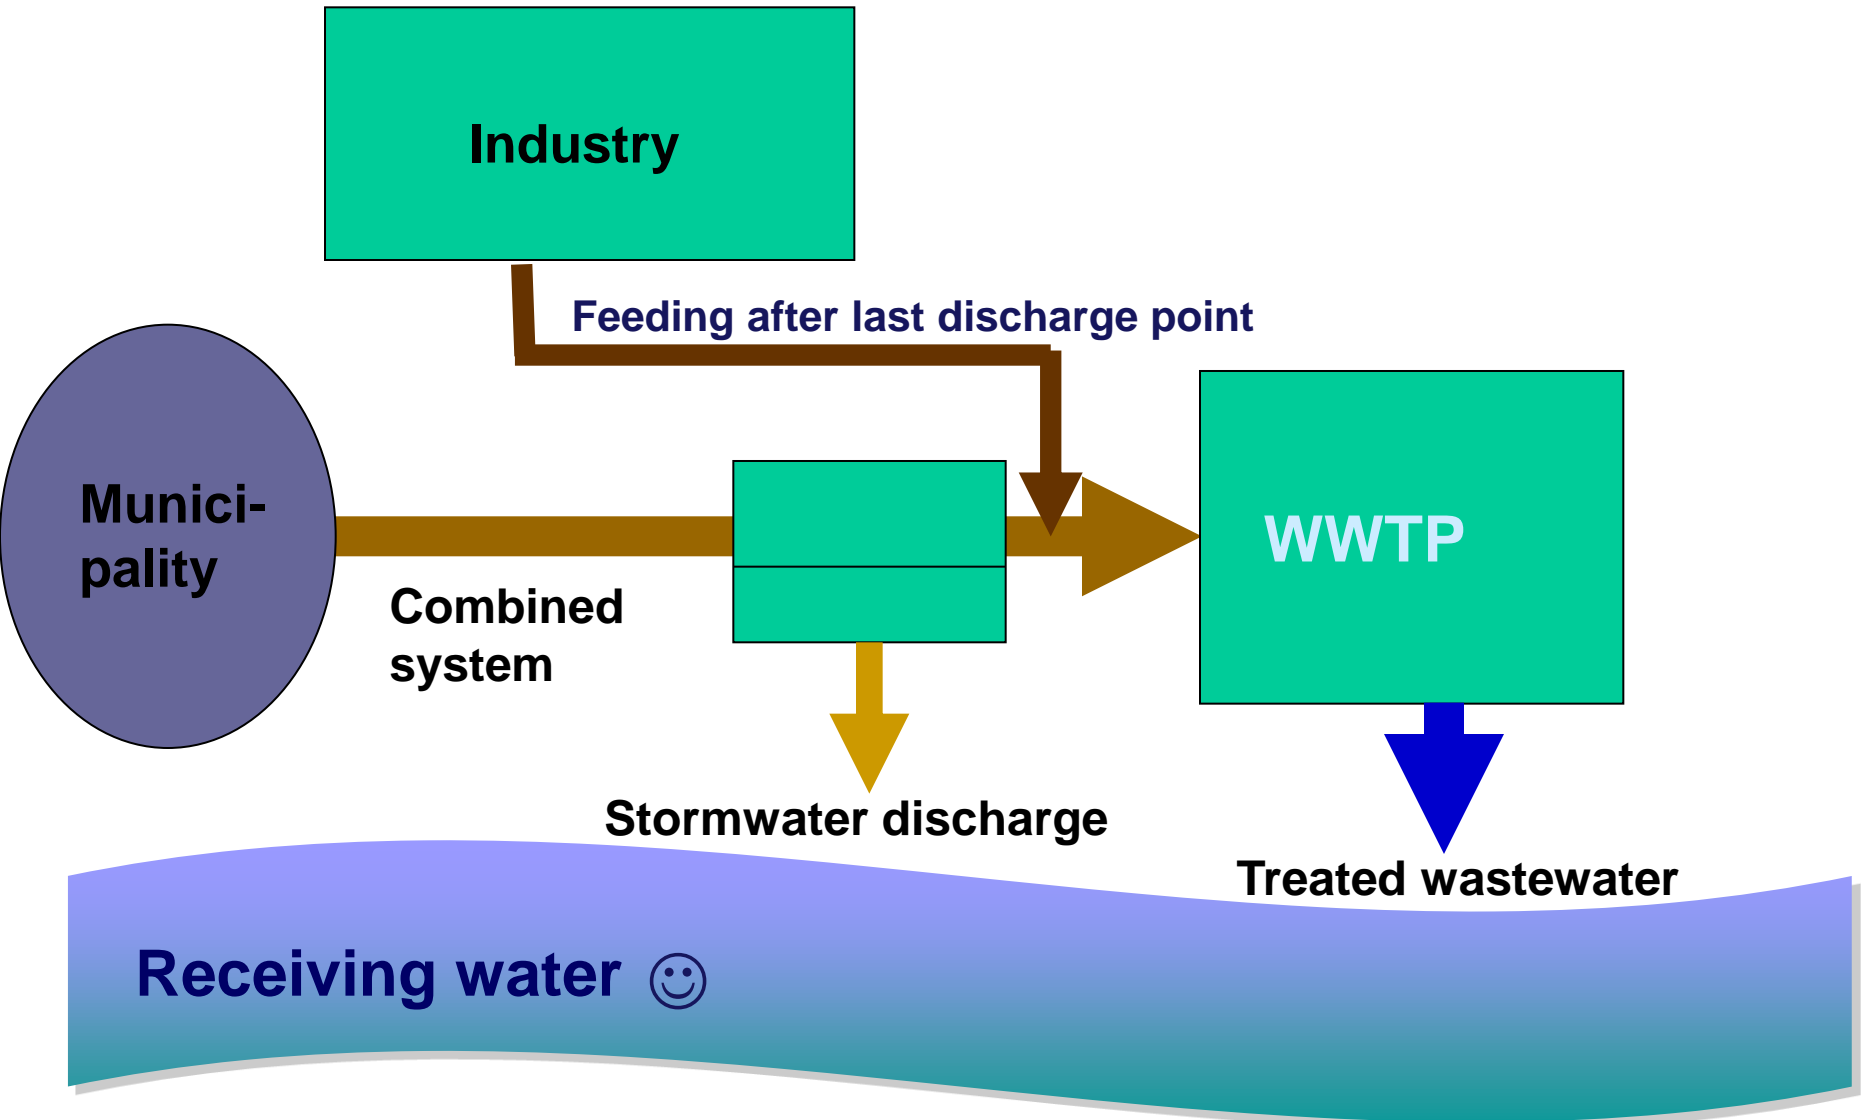 Industry
Feeding after last discharge point
Munici-
pality
WWTP
Combined
system
Stormwater discharge
Treated wastewater
Receiving water ☺